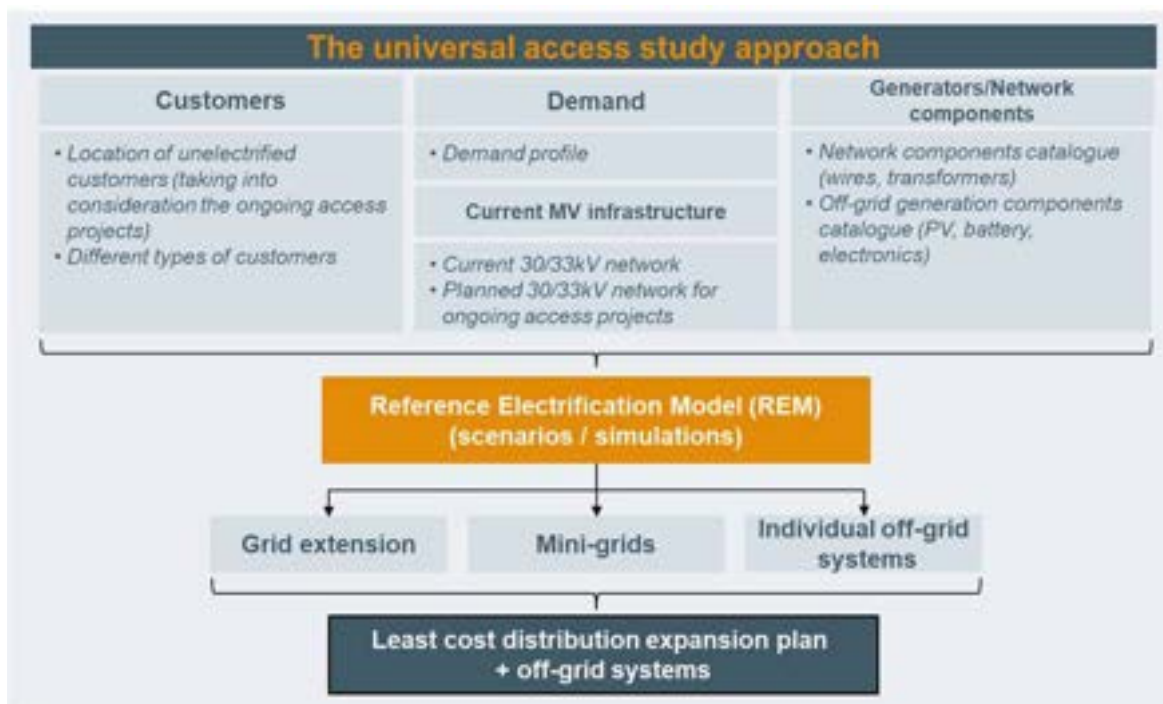 The universal access study approach
Customers
• Location of unelectrified
customers (taking into
consideration the ongoing access
projects)
• Different types of customers
Demand
• Demand profile
Current MV infrastructure
• Current 30/33kV network
• Planned 30/33kV network for
ongoing access projects
Generators/Network
components
• Network components catalogue
(wires, transformers)
• Off-grid generation components
catalogue (PV, battery,
electronics)
Reference Electrification Model (REM)
(scenarios / simulations)
Grid extension
Mini-grids
Individual off-grid
systems
Least cost distribution expansion plan
+ off-grid systems